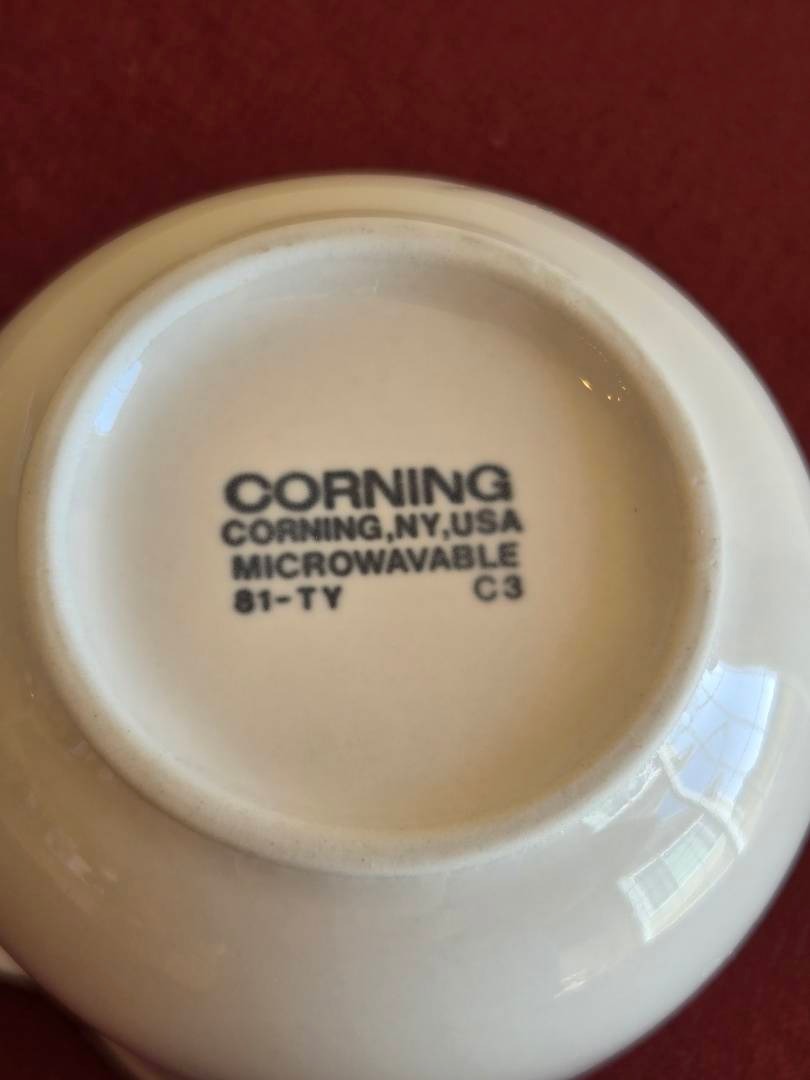 CORNING
CORNING,NY,USA
MICROWAVABLE
81-TY C3